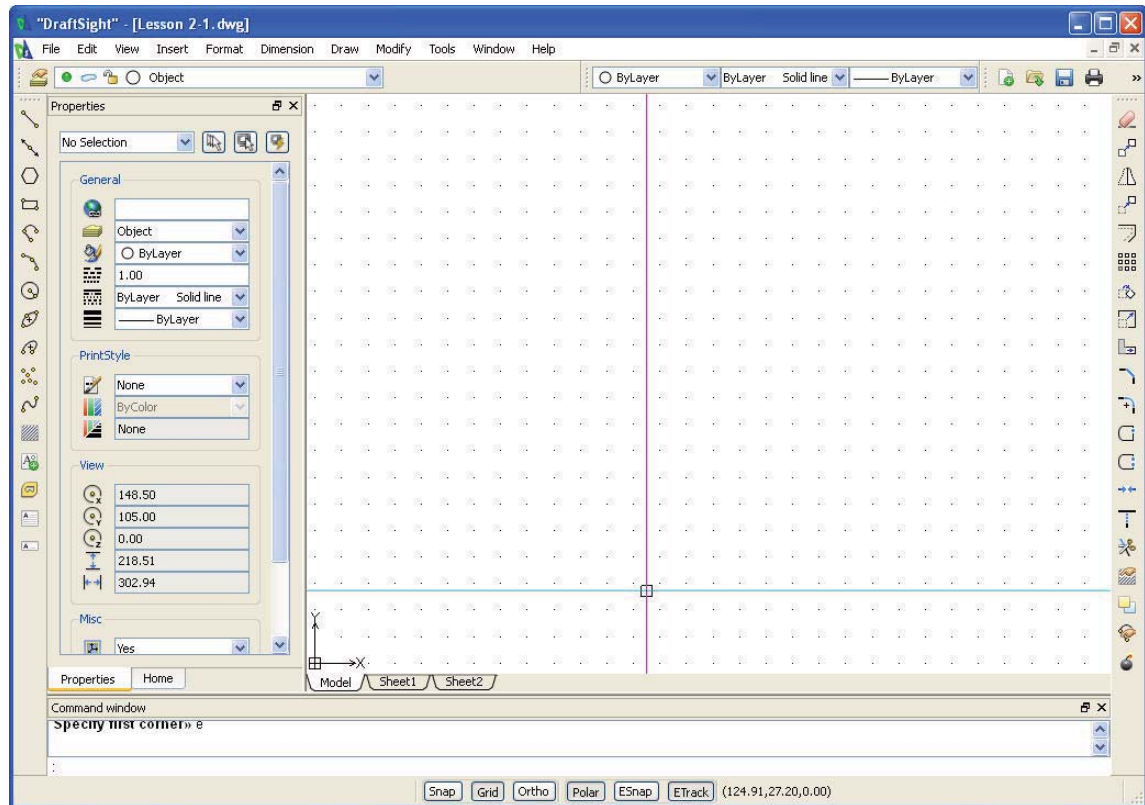 "DraftSight" - [Lesson 2-1.dwg]
File Edit View Insert Format Dimension Draw Modify Tools Window Help
Object ByLayer ByLayer Solid line ByLayer »
Properties
No Selection
General
Object
ByLayer
1.00
ByLayer Solid line
ByLayer
PrintStyle
None
ByColor
None
View
X 148.50
Y 105.00
Z 0.00
218.51
302.94
Misc
Yes
Y
X
Properties Home
Model Sheet1 Sheet2
Command window
Specify first corner» e
:
Snap Grid Ortho Polar ESnap ETrack (124.91,27.20,0.00)